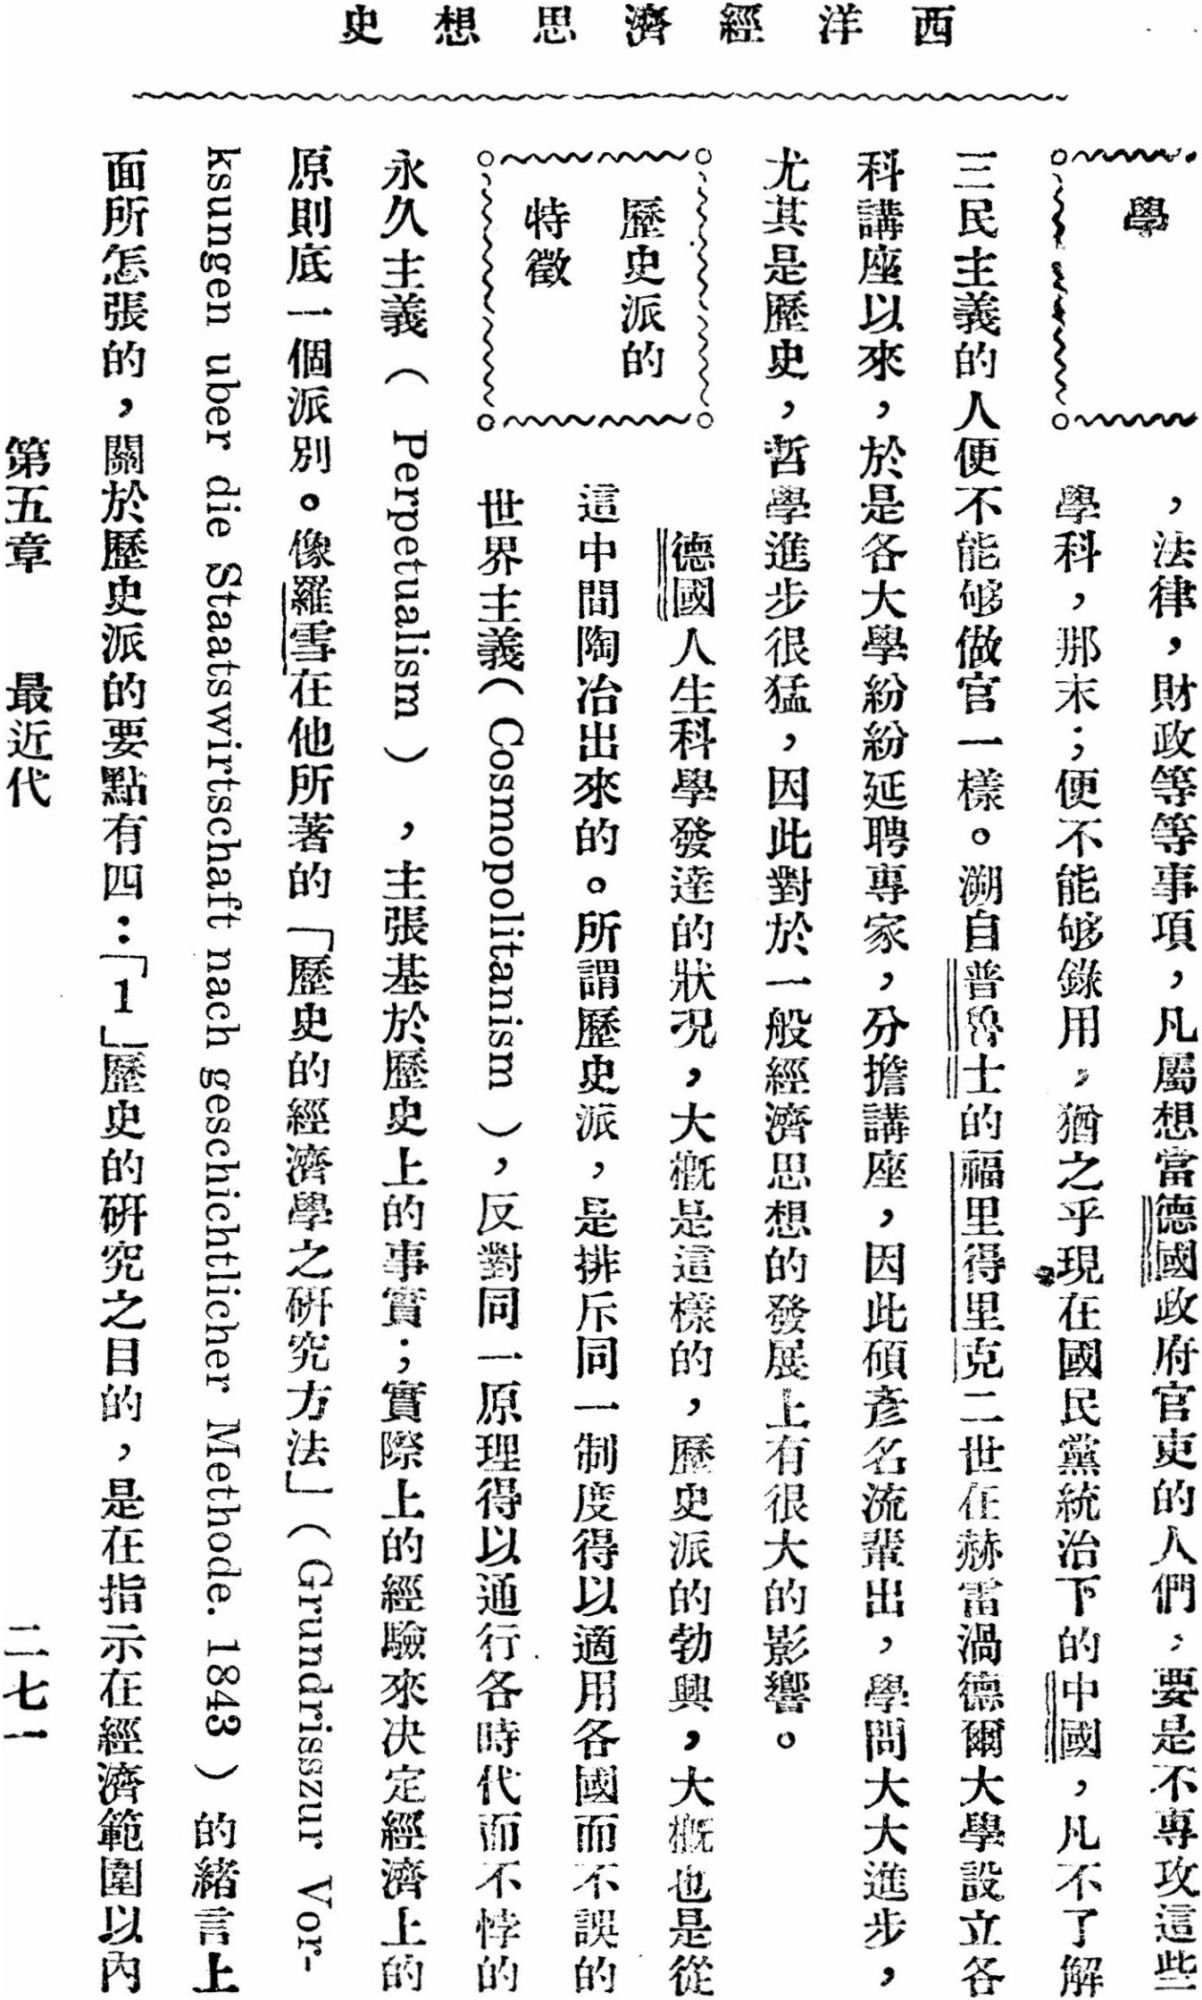 西洋經濟思想史
學
，法律，財政等等事項，凡屬想當德國政府官吏的人們，要是不專攻這些
學科，那末；便不能够錄用，猶之乎現在國民黨統治下的中國，凡不了解
三民主義的人便不能够做官一樣。溯自普魯士的福里得里克二世在赫雷渦德爾大學設立各
科講座以來，於是各大學紛紛延聘專家，分擔講座，因此碩彥名流輩出，學問大大進步，
尤其是歷史，哲學進步很猛，因此對於一般經濟思想的發展上有很大的影響。
歷史派的
特徵
德國人生科學發達的狀況，大概是這樣的，歷史派的勃興，大概也是從
這中間陶冶出來的。所謂歷史派，是排斥同一制度得以適用各國而不誤的
世界主義（Cosmopolitanism），反對同一原理得以通行各時代而不悖的
永久主義（Perpetualism），主張基於歷史上的事實；實際上的經驗來决定經濟上的
原則底一個派別。像羅雪在他所著的「歷史的經濟學之研究方法」（Grundrisszur Vor-
ksungen uber die Staatswirtschaft nach geschichtlicher Methode. 1843）的緒言上
面所怎張的，關於歷史派的要點有四：「1」歷史的研究之目的，是在指示在經濟範圍以內
第五章　最近代　二七一